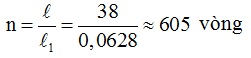 n = ℓ/ℓ₁ = 38/0,0628 ≈ 605 vòng